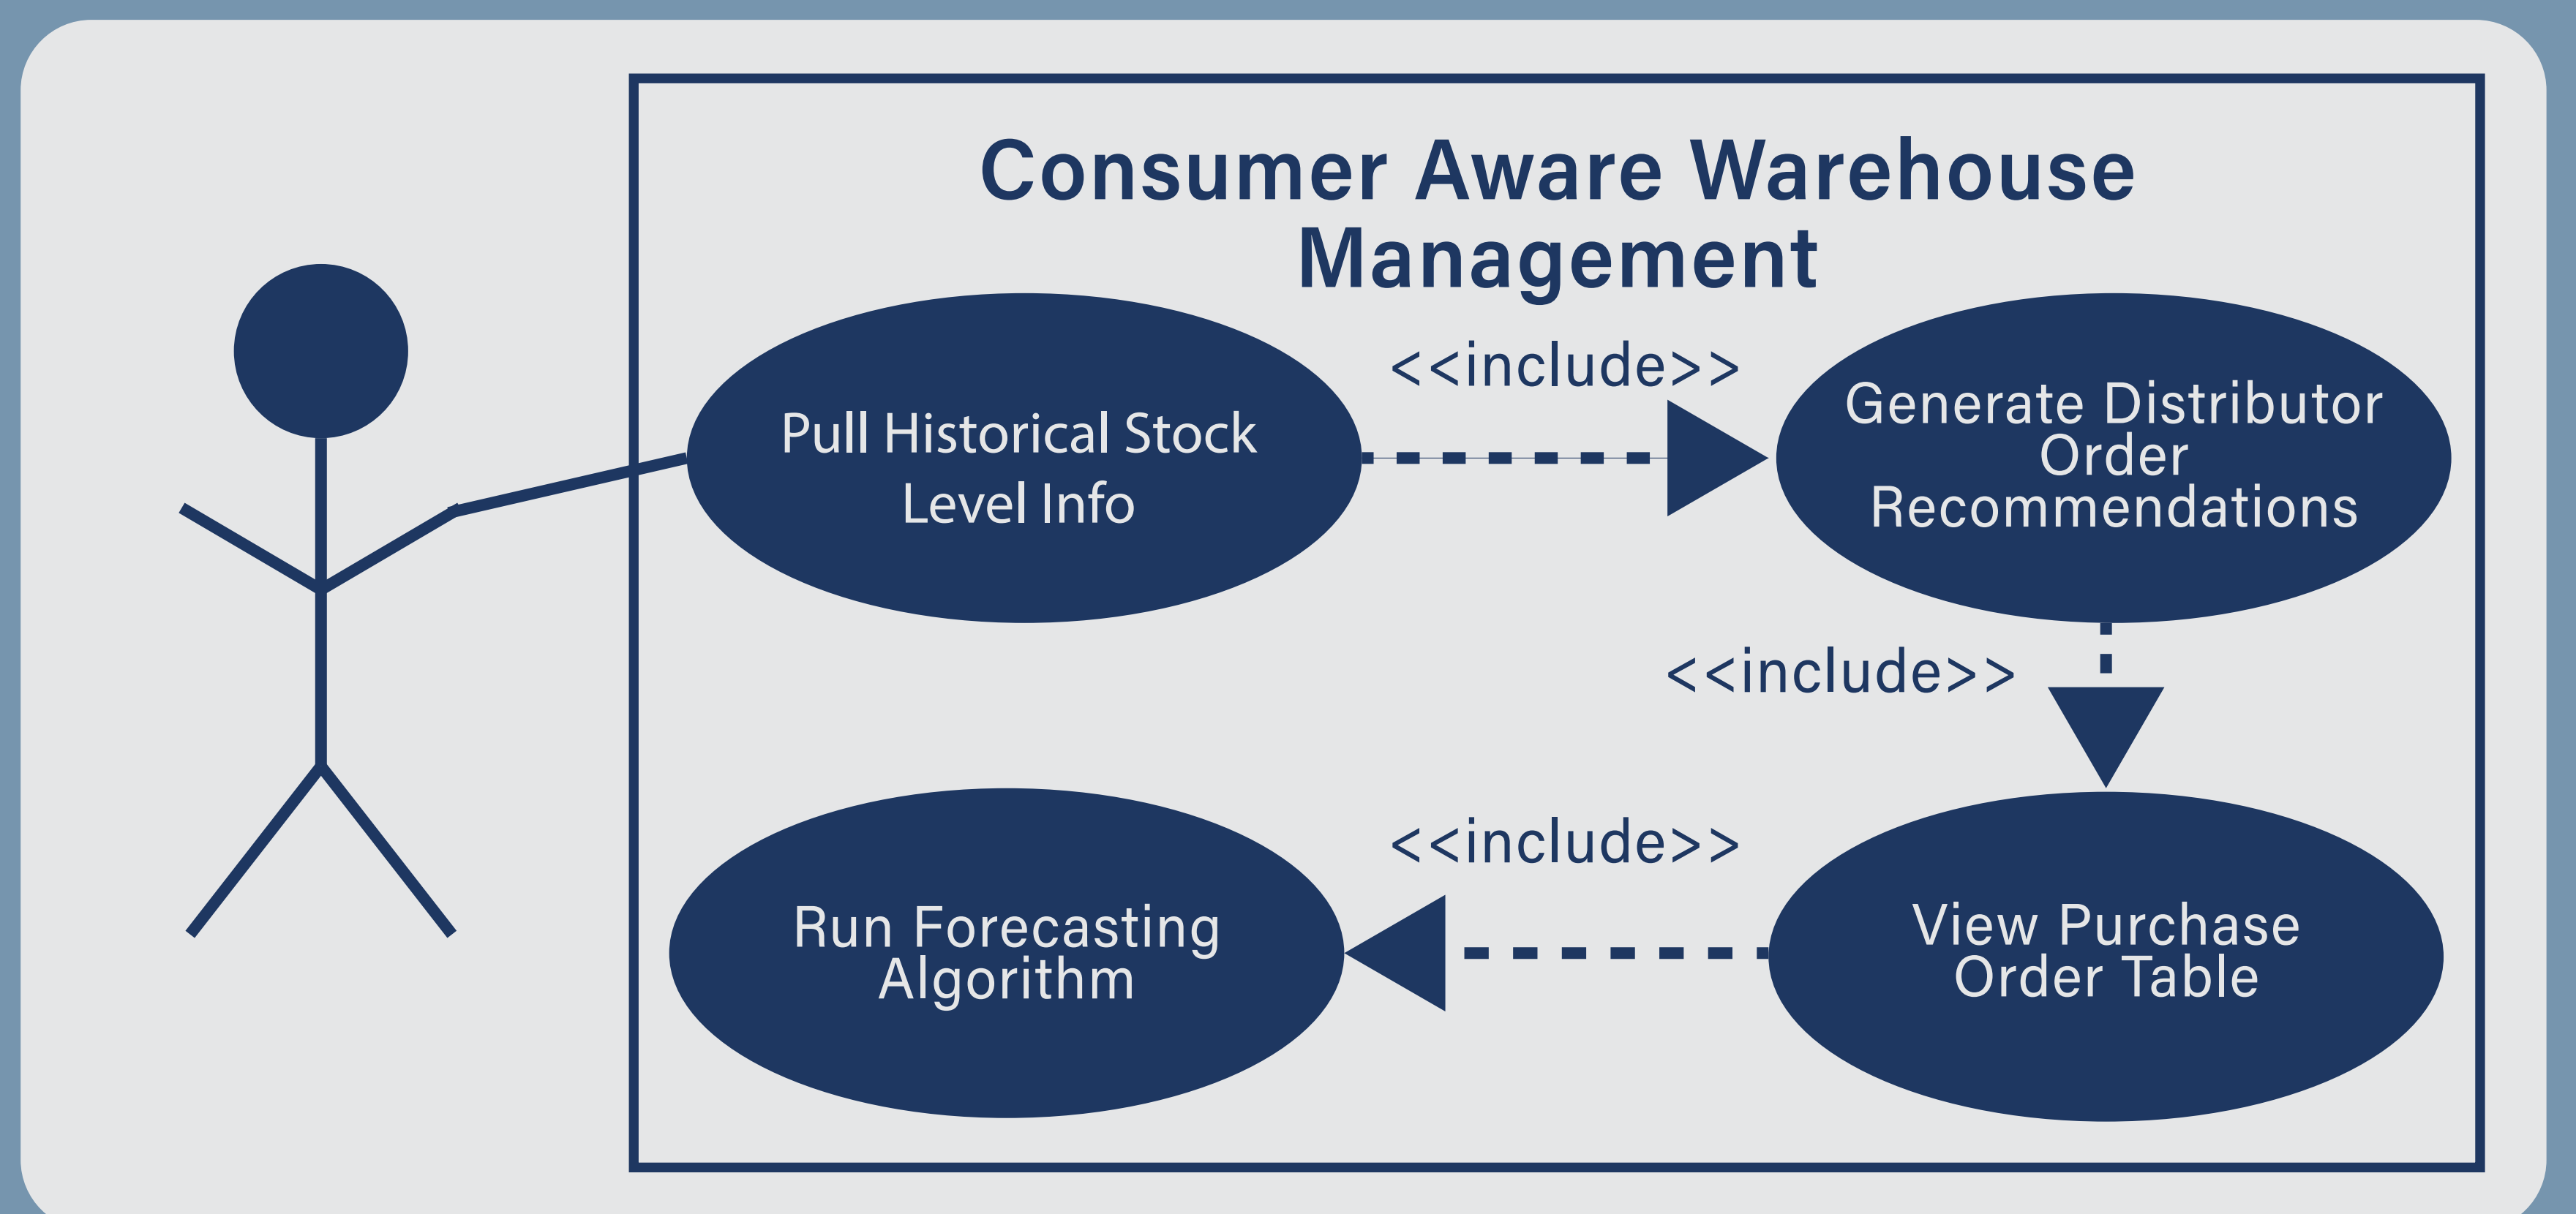 Consumer Aware Warehouse
Management
Pull Historical Stock
Level Info
<<include>>
Generate Distributor
Order
Recommendations
<<include>>
Run Forecasting
Algorithm
<<include>>
View Purchase
Order Table